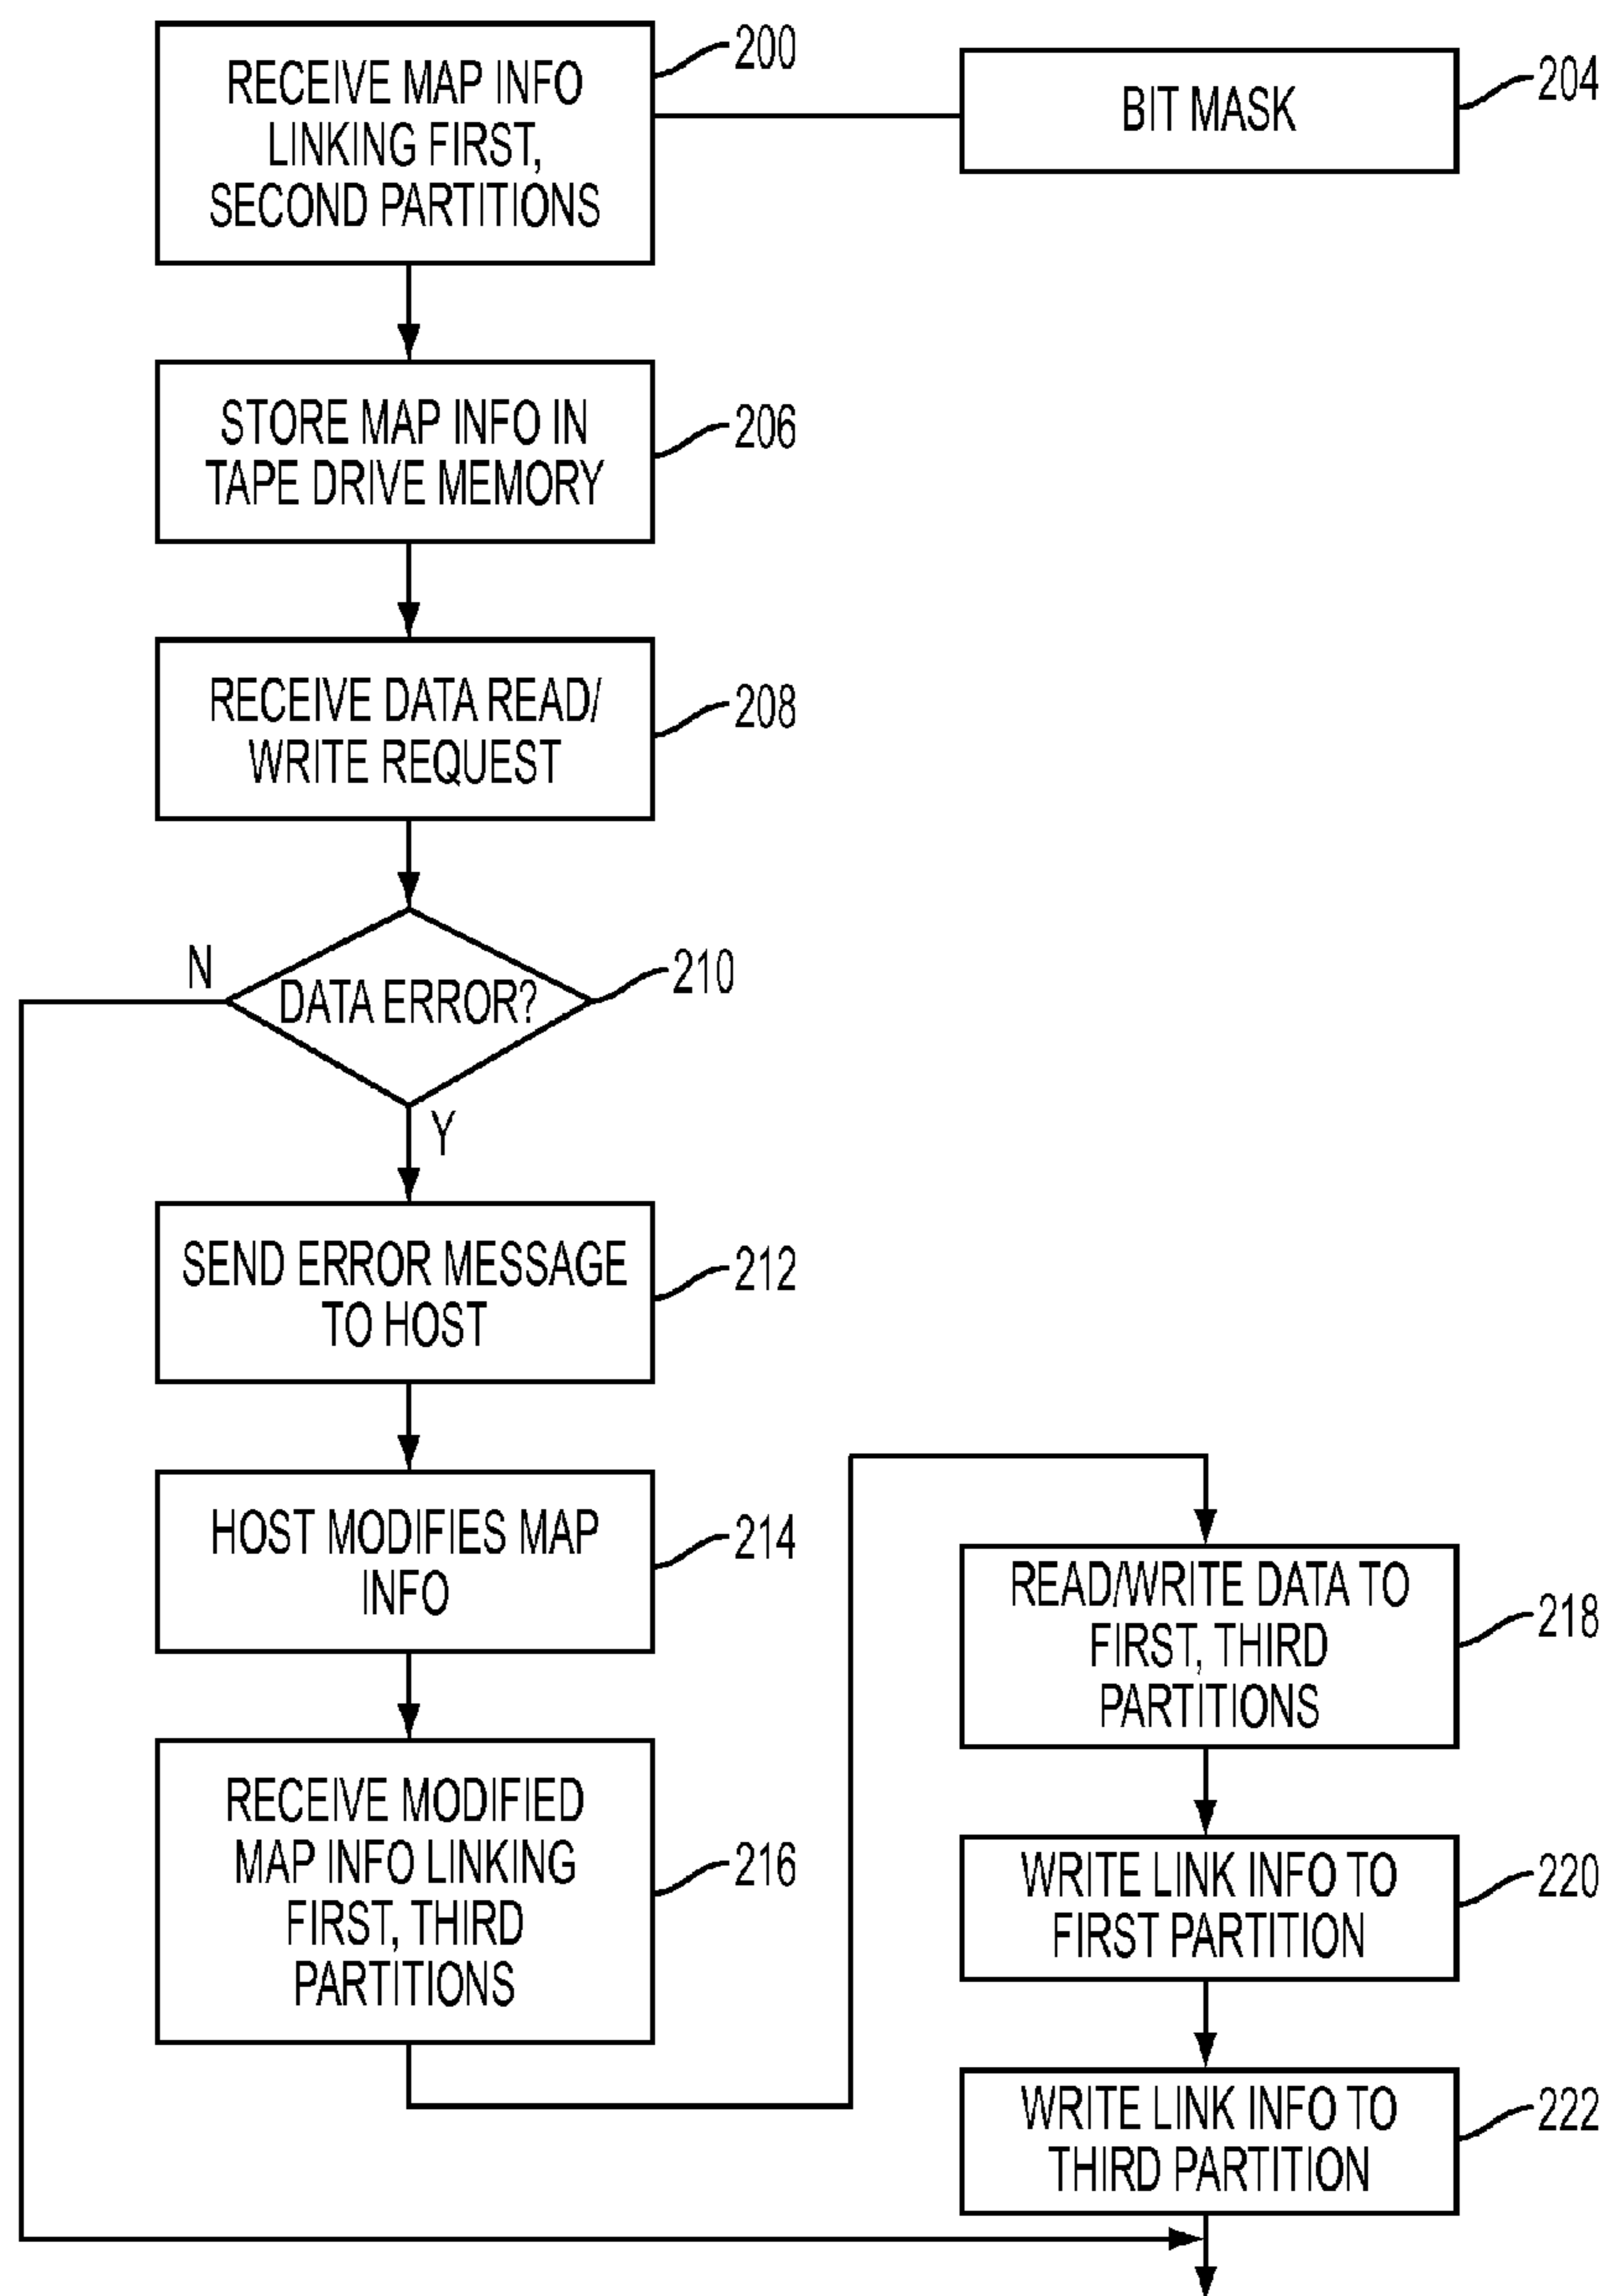 RECEIVE MAP INFO
LINKING FIRST,
SECOND PARTITIONS
200
BIT MASK
204
STORE MAP INFO IN
TAPE DRIVE MEMORY
206
RECEIVE DATA READ/
WRITE REQUEST
208
N
DATA ERROR?
210
Y
SEND ERROR MESSAGE
TO HOST
212
HOST MODIFIES MAP
INFO
214
RECEIVE MODIFIED
MAP INFO LINKING
FIRST, THIRD
PARTITIONS
216
READ/WRITE DATA TO
FIRST, THIRD
PARTITIONS
218
WRITE LINK INFO TO
FIRST PARTITION
220
WRITE LINK INFO TO
THIRD PARTITION
222